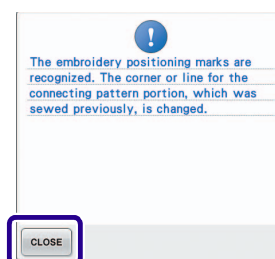 The embroidery positioning marks are
recognized. The corner or line for the
connecting pattern portion, which was
sewed previously, is changed.
CLOSE